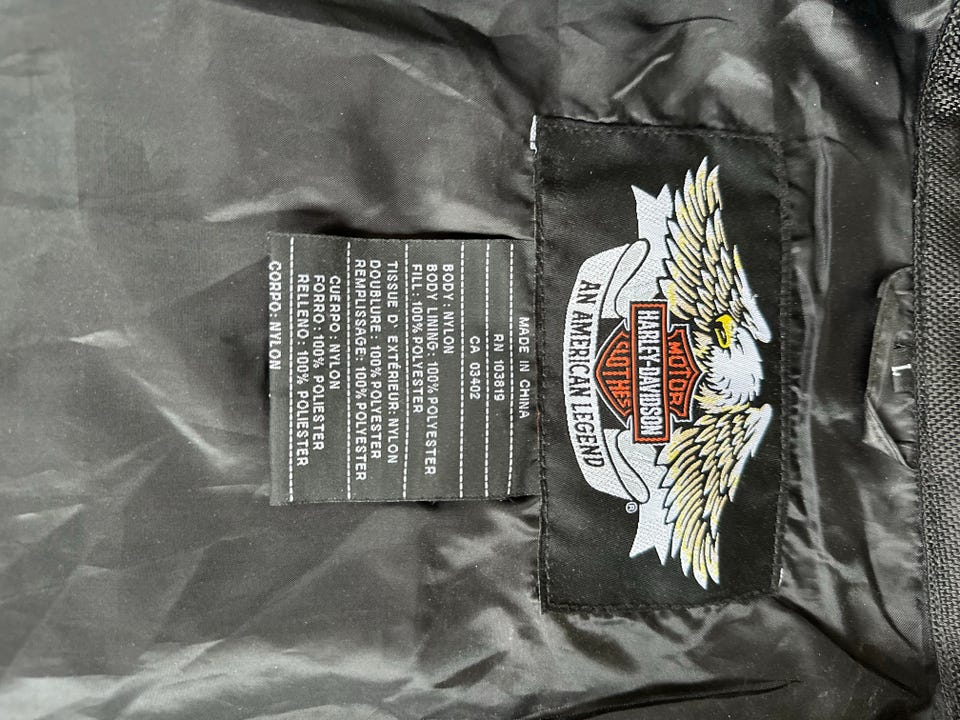 L
MOTOR
HARLEY-DAVIDSON
CLOTHES
AN AMERICAN LEGEND
®
MADE IN CHINA
RN 103819
CA 03402
BODY: NYLON
BODY LINING: 100% POLYESTER
FILL: 100% POLYESTER
TISSUE D' EXTÉRIEUR: NYLON
DOUBLURE: 100% POLYESTER
REMPLISSAGE: 100% POLYESTER
CUERPO: NYLON
FORRO: 100% POLIESTER
RELLENO: 100% POLIESTER
CORPO: NYLON